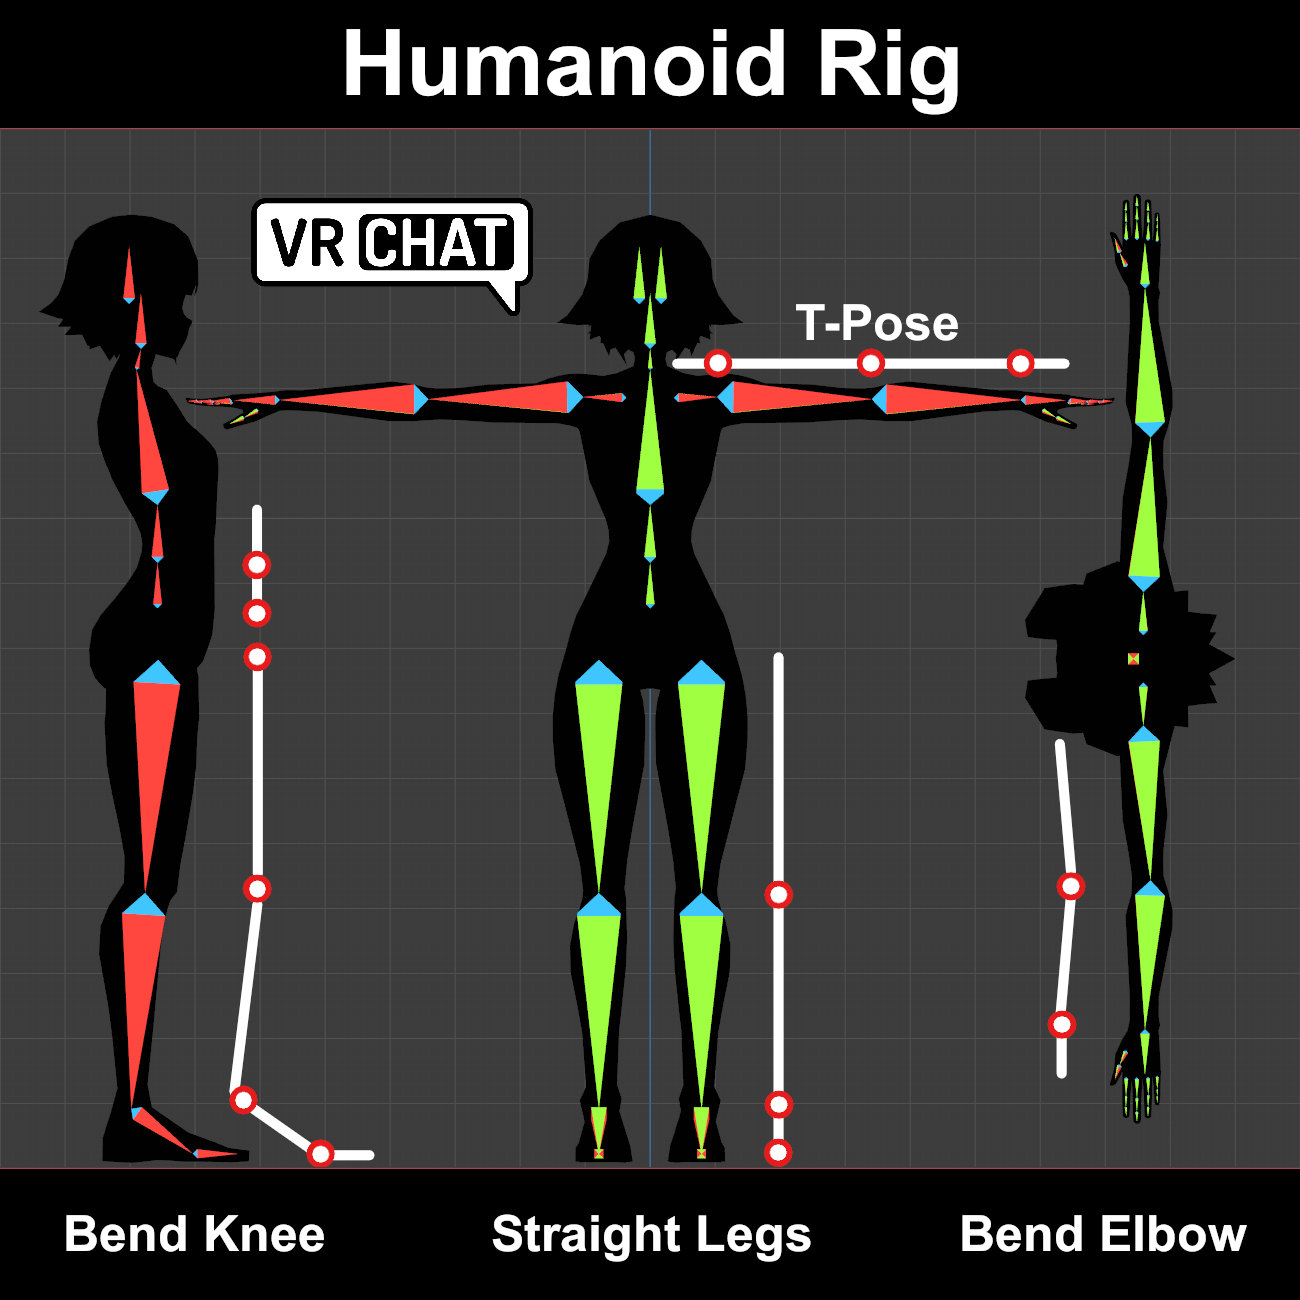 Humanoid Rig
VR CHAT
T-Pose
Bend Knee
Straight Legs
Bend Elbow